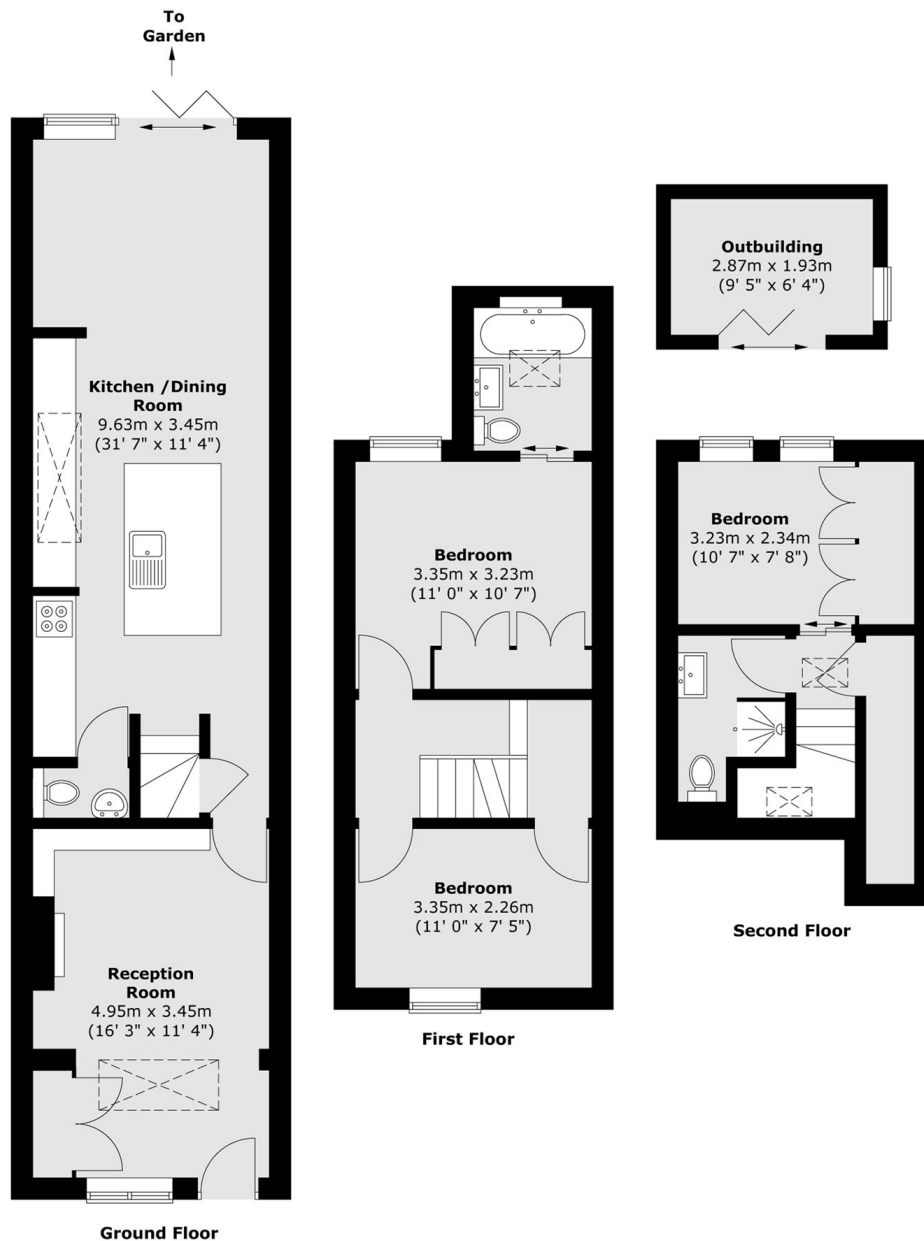 To
Garden
Kitchen /Dining
Room
9.63m x 3.45m
(31' 7" x 11' 4")
Reception
Room
4.95m x 3.45m
(16' 3" x 11' 4")
Ground Floor
Bedroom
3.35m x 3.23m
(11' 0" x 10' 7")
Bedroom
3.35m x 2.26m
(11' 0" x 7' 5")
First Floor
Outbuilding
2.87m x 1.93m
(9' 5" x 6' 4")
Bedroom
3.23m x 2.34m
(10' 7" x 7' 8")
Second Floor